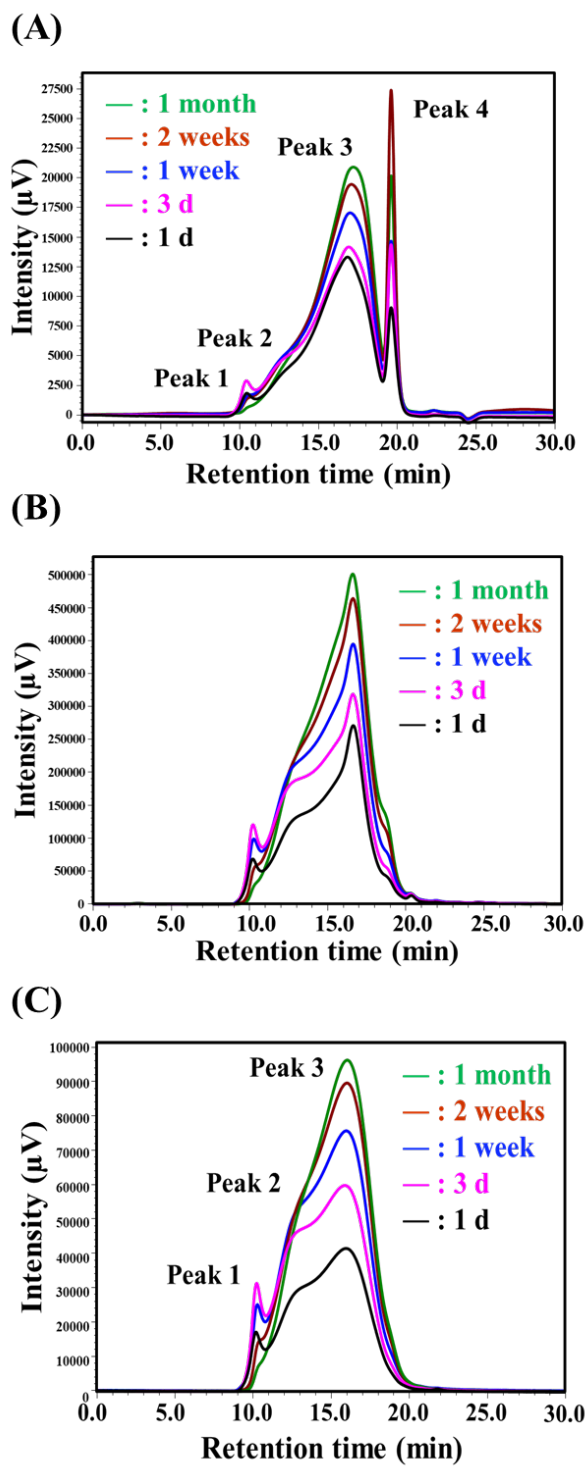 (A)
Intensity (µV)
27500
25000
22500
20000
17500
15000
12500
10000
7500
5000
2500
0
— : 1 month
— : 2 weeks
— : 1 week
— : 3 d
— : 1 d
Peak 1
Peak 2
Peak 3
Peak 4
0.0 5.0 10.0 15.0 20.0 25.0 30.0
Retention time (min)
(B)
Intensity (µV)
500000
450000
400000
350000
300000
250000
200000
150000
100000
50000
0
— : 1 month
— : 2 weeks
— : 1 week
— : 3 d
— : 1 d
0.0 5.0 10.0 15.0 20.0 25.0 30.0
Retention time (min)
(C)
Intensity (µV)
100000
90000
80000
70000
60000
50000
40000
30000
20000
10000
0
Peak 3
Peak 2
Peak 1
— : 1 month
— : 2 weeks
— : 1 week
— : 3 d
— : 1 d
0.0 5.0 10.0 15.0 20.0 25.0 30.0
Retention time (min)